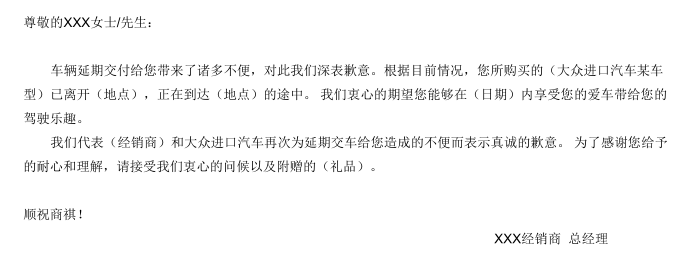 尊敬的XXX女士/先生：
车辆延期交付给您带来了诸多不便，对此我们深表歉意。根据目前情况，您所购买的（大众进口汽车某车
型）已离开（地点），正在到达（地点）的途中。 我们衷心的期望您能够在（日期）内享受您的爱车带给您的
驾驶乐趣。
我们代表（经销商）和大众进口汽车再次为延期交车给您造成的不便而表示真诚的歉意。 为了感谢您给予
的耐心和理解，请接受我们衷心的问候以及附赠的（礼品）。
顺祝商祺！
XXX经销商 总经理